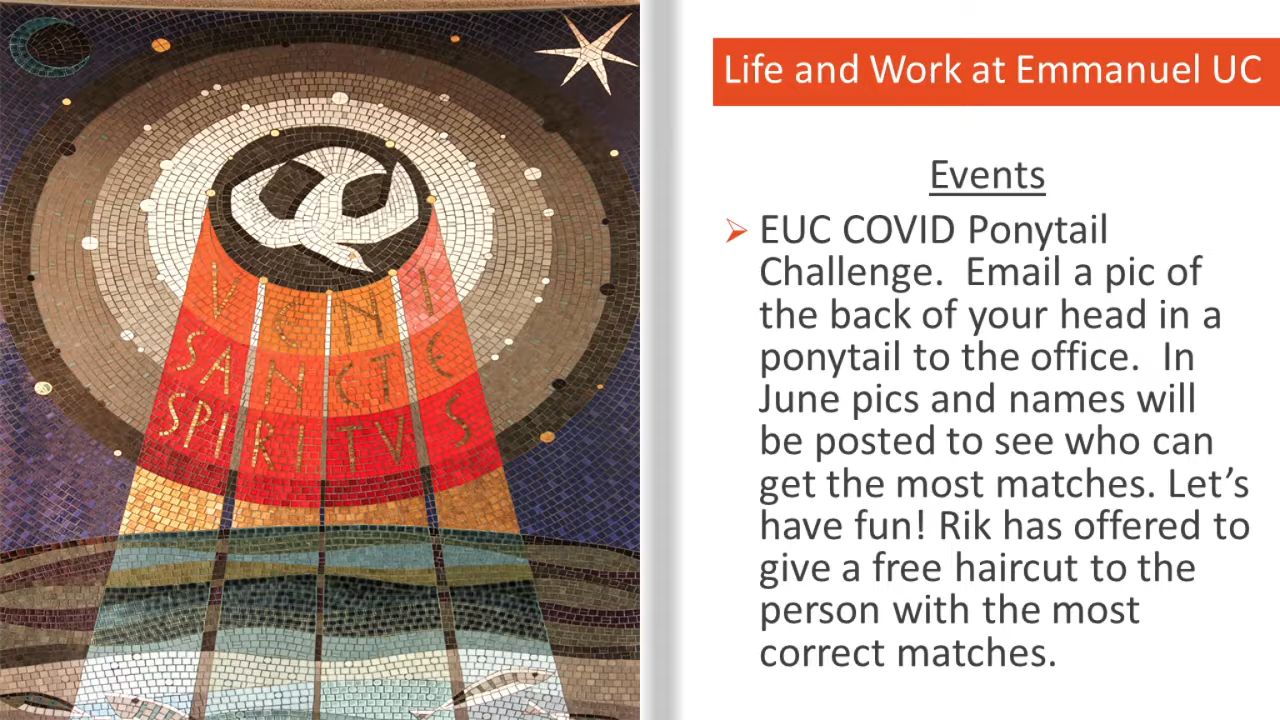 VENI
SANCTE
SPIRITVS
Life and Work at Emmanuel UC
Events
EUC COVID Ponytail
Challenge.  Email a pic of
the back of your head in a
ponytail to the office.  In
June pics and names will
be posted to see who can
get the most matches. Let’s
have fun! Rik has offered to
give a free haircut to the
person with the most
correct matches.